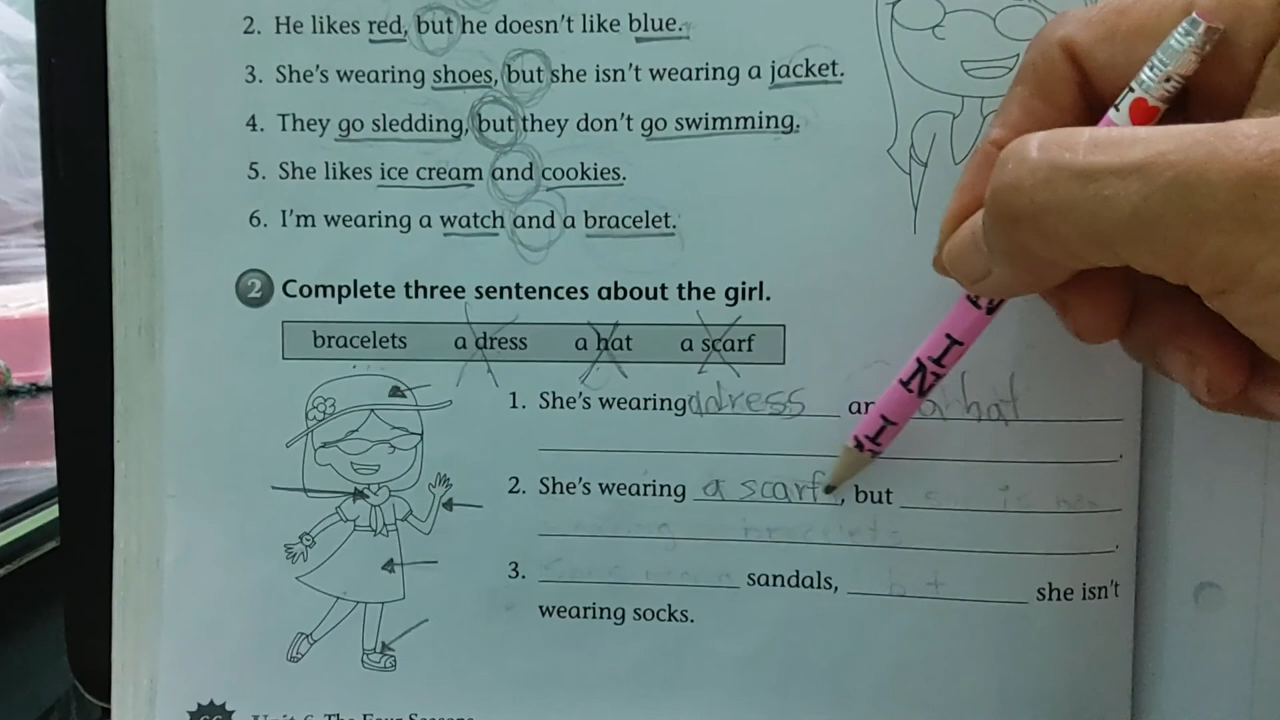 2. He likes red, but he doesn't like blue.
3. She's wearing shoes, but she isn't wearing a jacket.
4. They go sledding, but they don't go swimming.
5. She likes ice cream and cookies.
6. I'm wearing a watch and a bracelet.
2 Complete three sentences about the girl.
bracelets a dress a hat a scarf
1. She's wearing a dress an a hat
.
2. She's wearing a scarf, but
bracelets.
3. sandals, but she isn't
wearing socks.
I ♥
N I N I